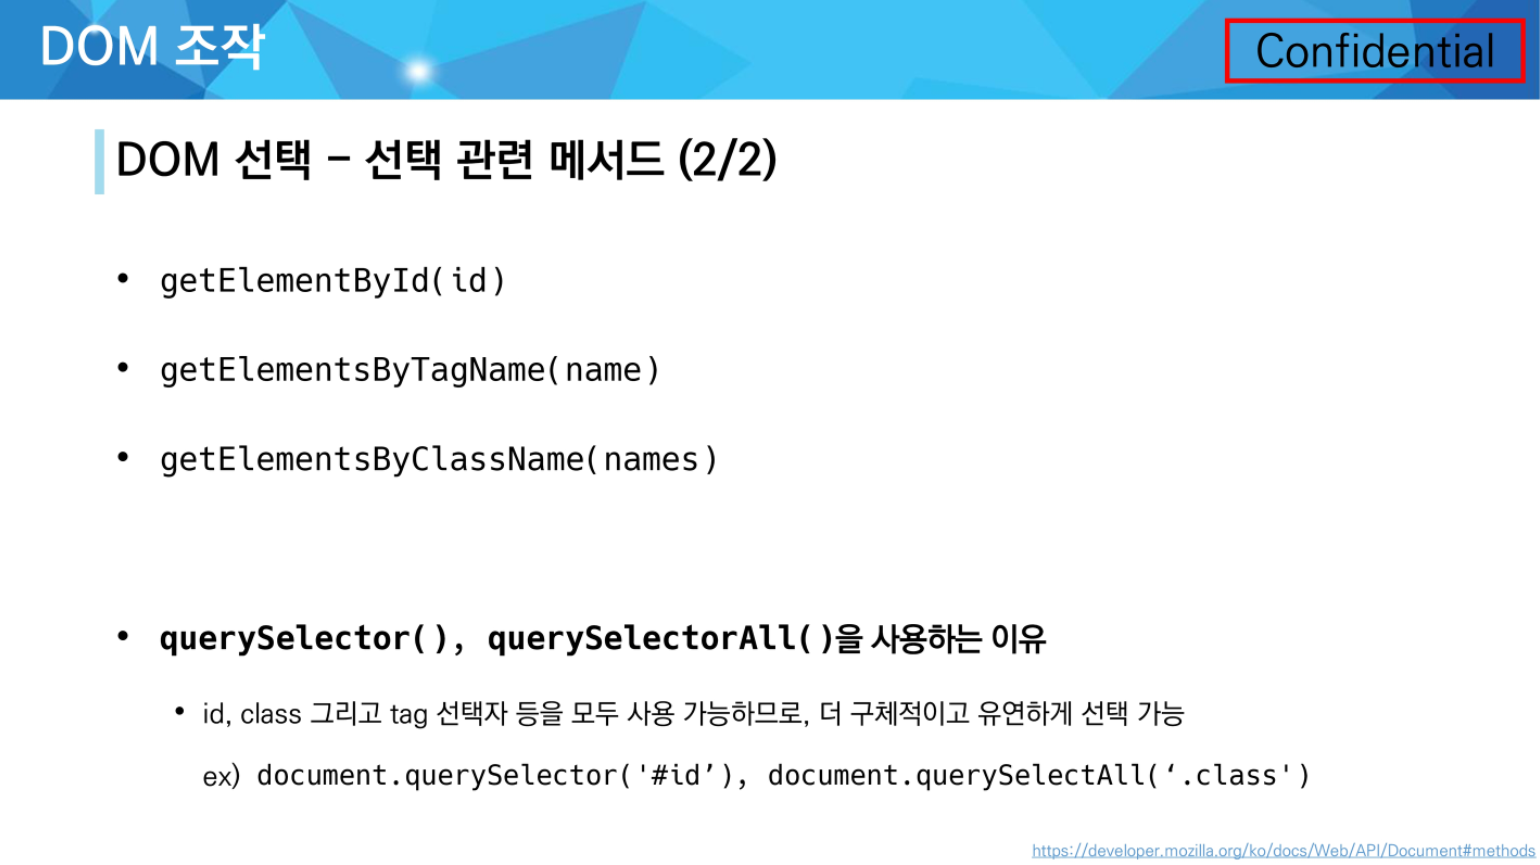 DOM 조작
Confidential
DOM 선택 – 선택 관련 메서드 (2/2)
• getElementById(id)
• getElementsByTagName(name)
• getElementsByClassName(names)
• querySelector(), querySelectorAll()을 사용하는 이유
• id, class 그리고 tag 선택자 등을 모두 사용 가능하므로, 더 구체적이고 유연하게 선택 가능
ex) document.querySelector('#id’), document.querySelectAll(‘.class')
https://developer.mozilla.org/ko/docs/Web/API/Document#methods